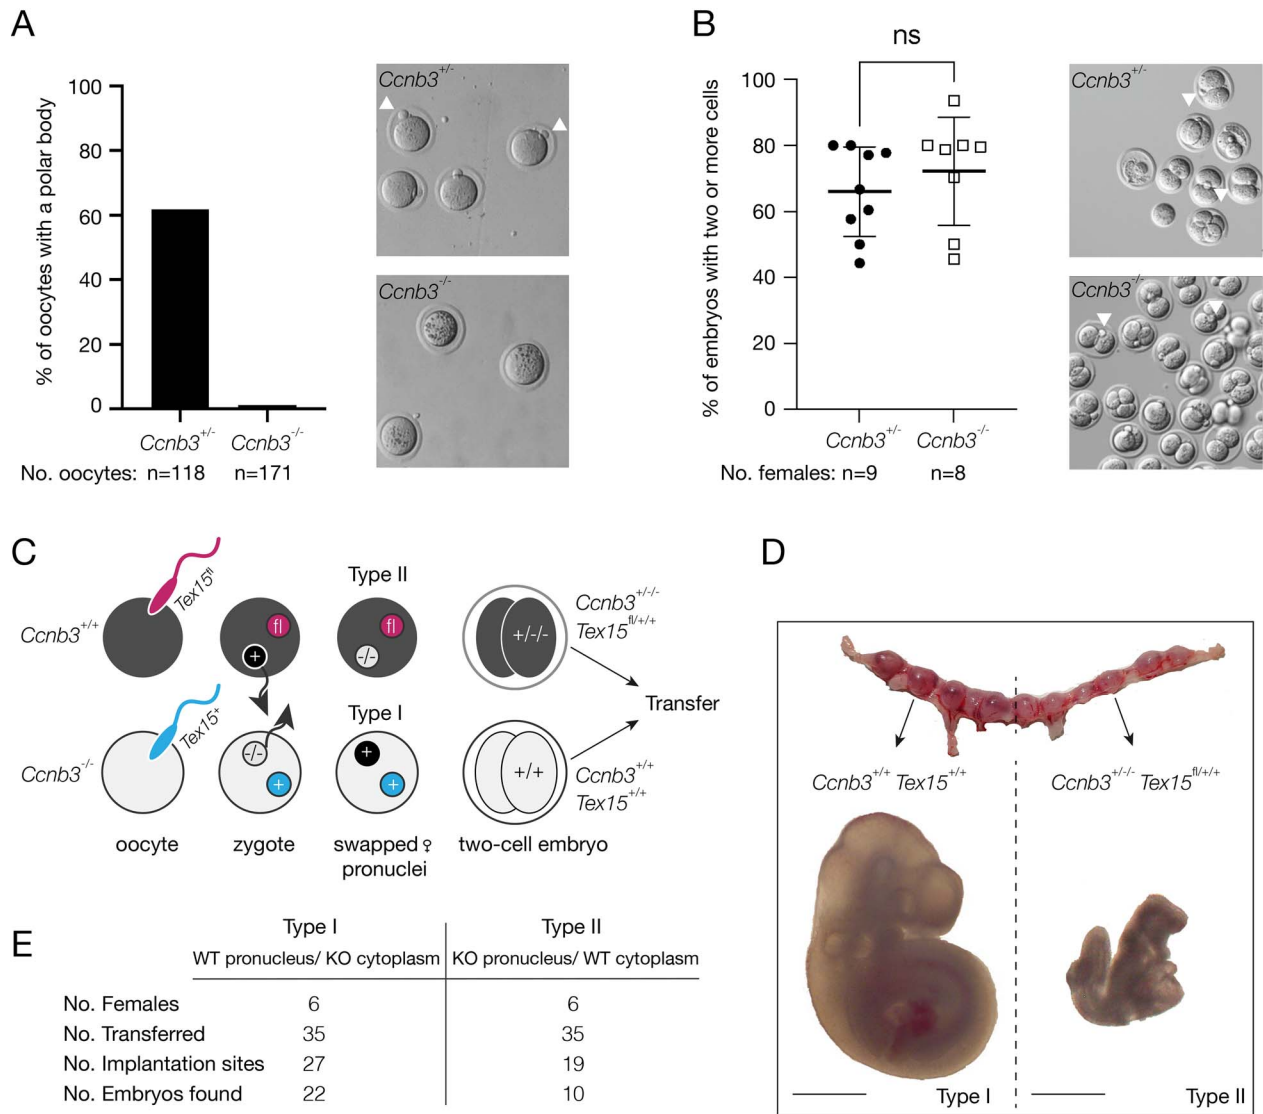 A
% of oocytes with a polar body
100
80
60
40
20
0
Ccnb3+/-
Ccnb3-/-
No. oocytes: n=118 n=171
Ccnb3+/-
Ccnb3-/-
B
ns
% of embryos with two or more cells
100
80
60
40
20
0
Ccnb3+/-
Ccnb3-/-
No. females: n=9 n=8
Ccnb3+/-
Ccnb3-/-
C
Type II
Tex15fl
Ccnb3+/+
fl
+
fl
-/-
+/-/-
Ccnb3+/-/-
Tex15fl/+/+
Transfer
Type I
Tex15+
Ccnb3-/-
-/-
+
+
+
+/+
Ccnb3+/+
Tex15+/+
oocyte
zygote
swapped ♀
pronuclei
two-cell embryo
D
Ccnb3+/+ Tex15+/+
Ccnb3+/-/- Tex15fl/+/+
Type I
Type II
E
Type I Type II
WT pronucleus/ KO cytoplasm KO pronucleus/ WT cytoplasm
No. Females 6 6
No. Transferred 35 35
No. Implantation sites 27 19
No. Embryos found 22 10